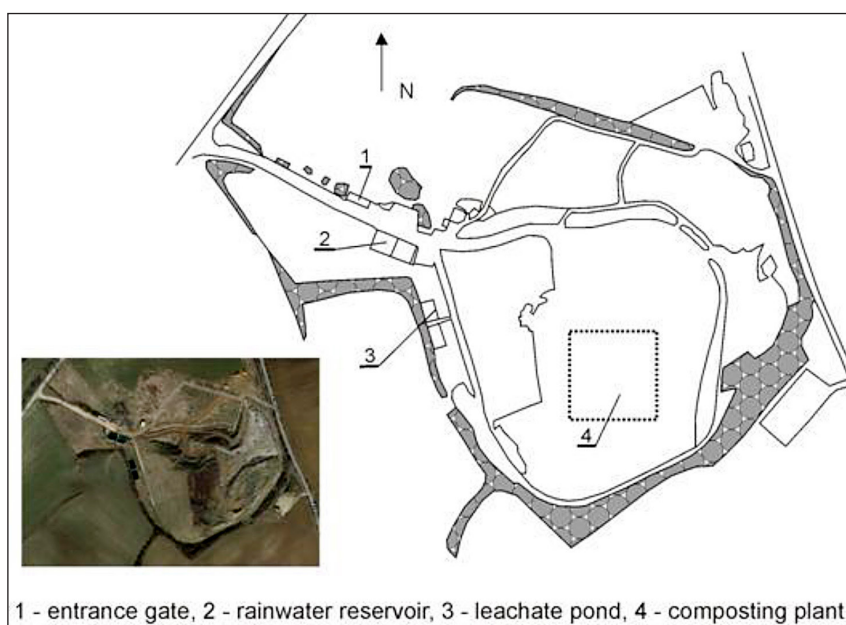 N
1
2
3
4
1 - entrance gate, 2 - rainwater reservoir, 3 - leachate pond, 4 - composting plant